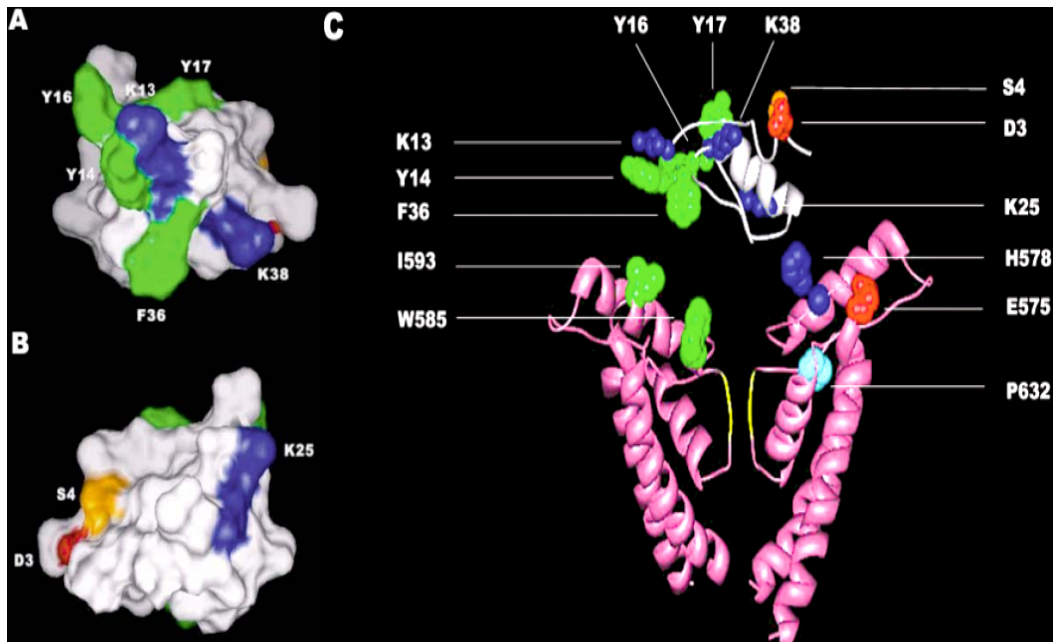 A
Y17
K13
Y16
Y14
K38
F36
B
K25
S4
D3
C
Y16 Y17 K38
S4
K13
D3
Y14
F36
K25
I593
H578
W585
E575
P632